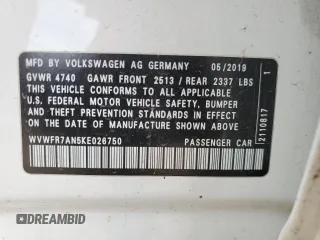 MFD BY VOLKSWAGEN AG GERMANY 05/2019
GVWR 4740 GAWR FRONT 2513 / REAR 2337 LBS
THIS VEHICLE CONFORMS TO ALL APPLICABLE
U.S. FEDERAL MOTOR VEHICLE SAFETY, BUMPER
AND THEFT PREVENTION STANDARDS IN EFFECT
ON THE DATE OF MANUFACTURE SHOWN ABOVE
WVWFR7AN5KE026750 PASSENGER CAR
2110817 1
AUTOBIDMASTER